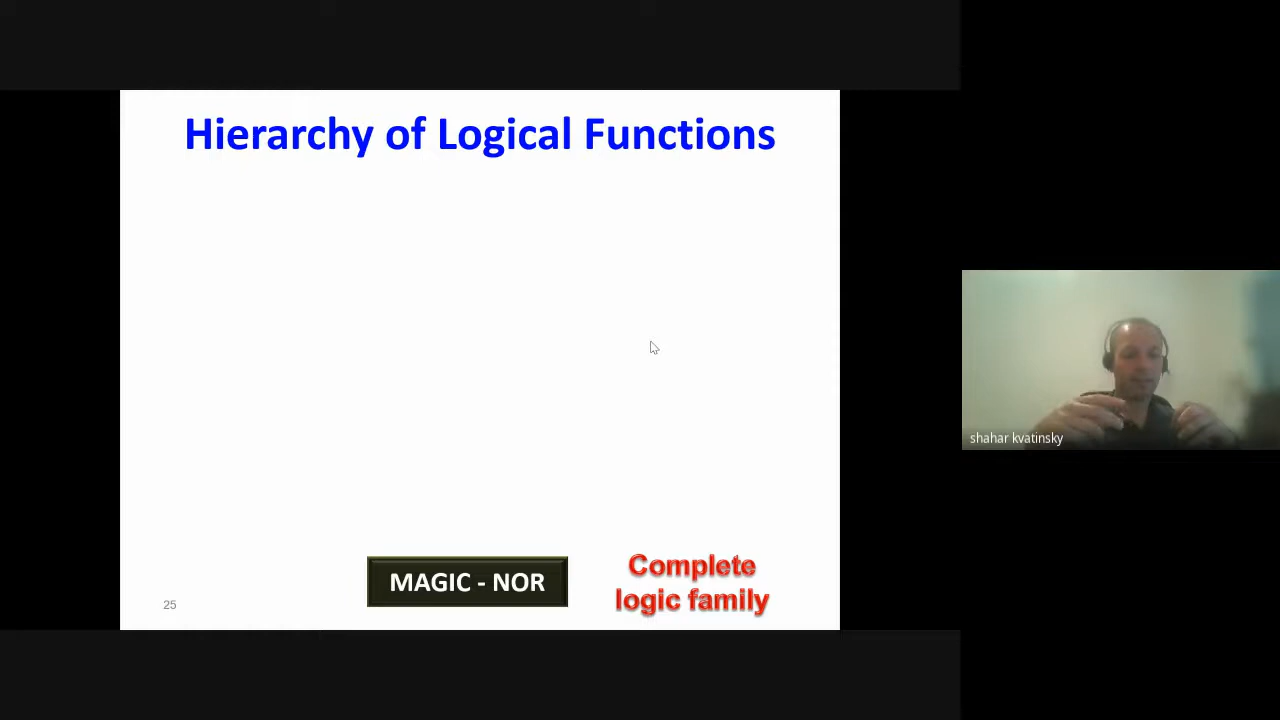 Hierarchy of Logical Functions
MAGIC - NOR
Complete
logic family
25
shahar kvatinsky